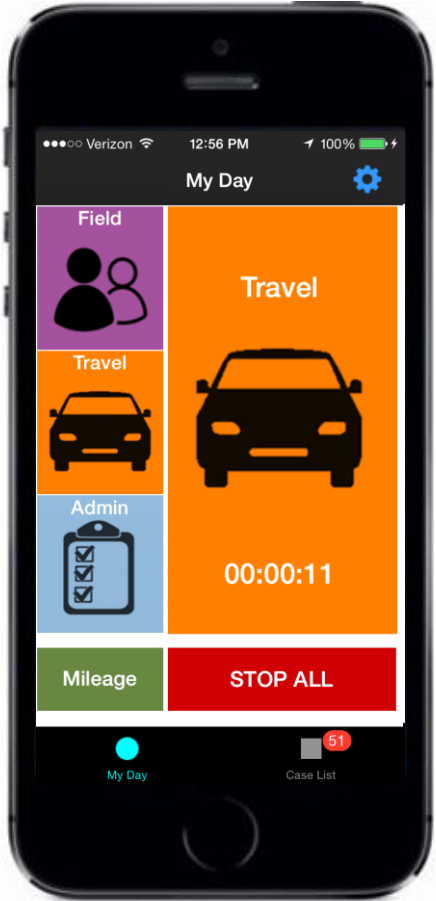 Verizon 12:56 PM 100%
My Day
Field
Travel
Admin
Travel
00:00:11
Mileage
STOP ALL
My Day
51
Case List